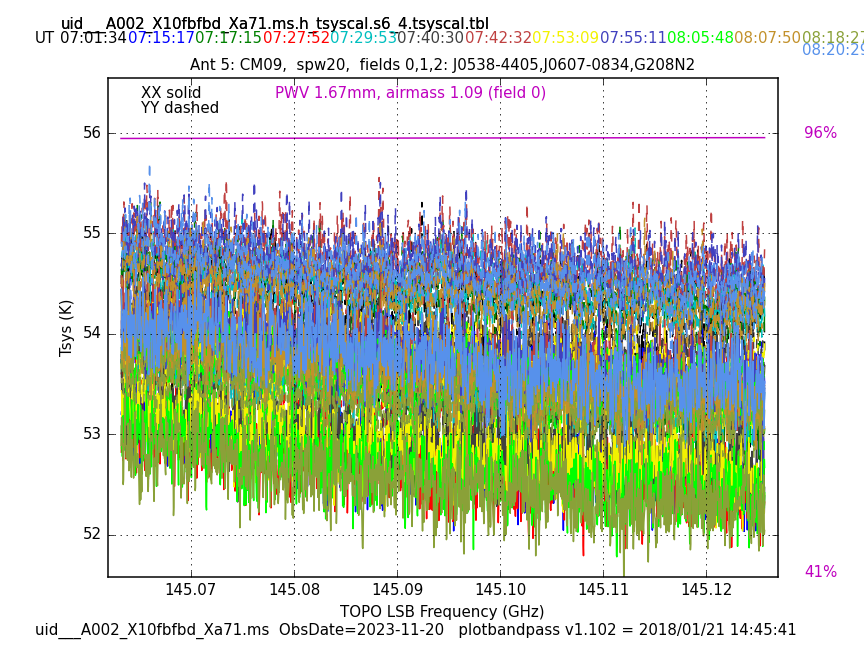 uid___A002_X10fbfbd_Xa71.ms.h_tsyscal.s6_4.tsyscal.tbl
UT 07:01:34 07:15:17 07:17:15 07:27:52 07:29:53 07:40:30 07:42:32 07:53:09 07:55:11 08:05:48 08:07:50 08:18:27
08:20:29
Ant 5: CM09, spw20, fields 0,1,2: J0538-4405,J0607-0834,G208N2
XX solid PWV 1.67mm, airmass 1.09 (field 0)
YY dashed
56
96%
55
54
53
52
Tsys (K)
41%
145.07 145.08 145.09 145.10 145.11 145.12
TOPO LSB Frequency (GHz)
uid___A002_X10fbfbd_Xa71.ms ObsDate=2023-11-20 plotbandpass v1.102 = 2018/01/21 14:45:41